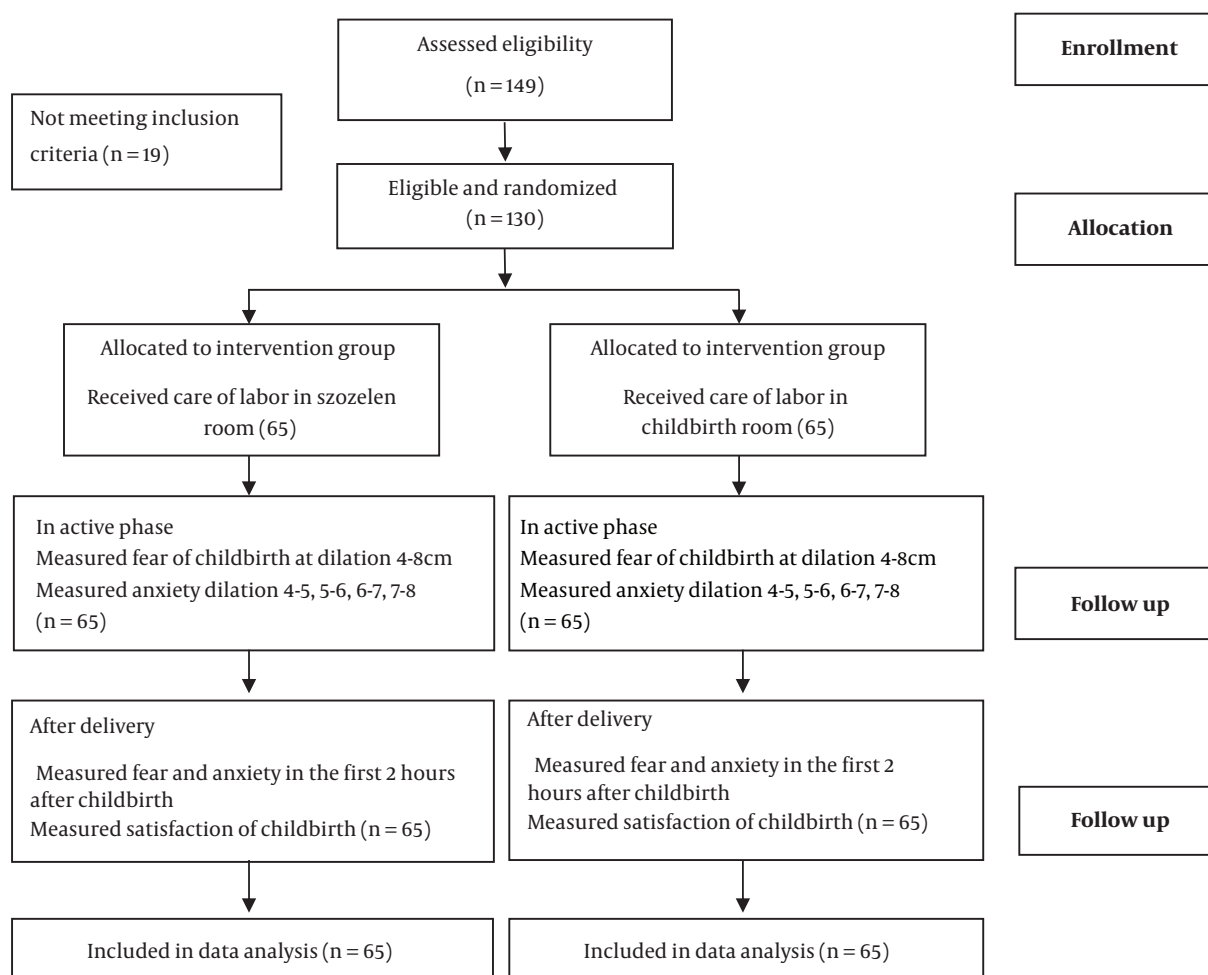 Assessed eligibility
(n = 149)
Enrollment
Not meeting inclusion
criteria (n = 19)
Eligible and randomized
(n = 130)
Allocation
Allocated to intervention group
Received care of labor in szozelen
room (65)
Allocated to intervention group
Received care of labor in
childbirth room (65)
In active phase
Measured fear of childbirth at dilation 4-8cm
Measured anxiety dilation 4-5, 5-6, 6-7, 7-8
(n = 65)
In active phase
Measured fear of childbirth at dilation 4-8cm
Measured anxiety dilation 4-5, 5-6, 6-7, 7-8
(n = 65)
Follow up
After delivery
Measured fear and anxiety in the first 2 hours
after childbirth
Measured satisfaction of childbirth (n = 65)
After delivery
Measured fear and anxiety in the first 2
hours after childbirth
Measured satisfaction of childbirth (n = 65)
Follow up
Included in data analysis (n = 65)
Included in data analysis (n = 65)